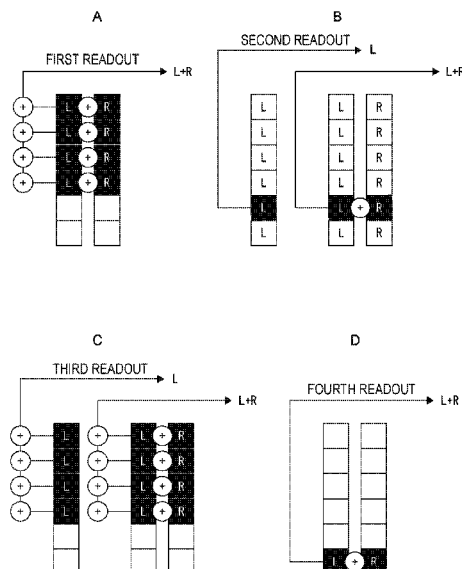 A
FIRST READOUT
L+R
L + R
+ L + R
+ L + R
+ L + R
+
B
SECOND READOUT
L
L+R
L L R
L L R
L L R
L L R
L L + R
L L R
C
THIRD READOUT
L
L+R
+ L + L + R
+ L + L + R
+ L + L + R
+ L + L + R
D
FOURTH READOUT
L+R
L + R